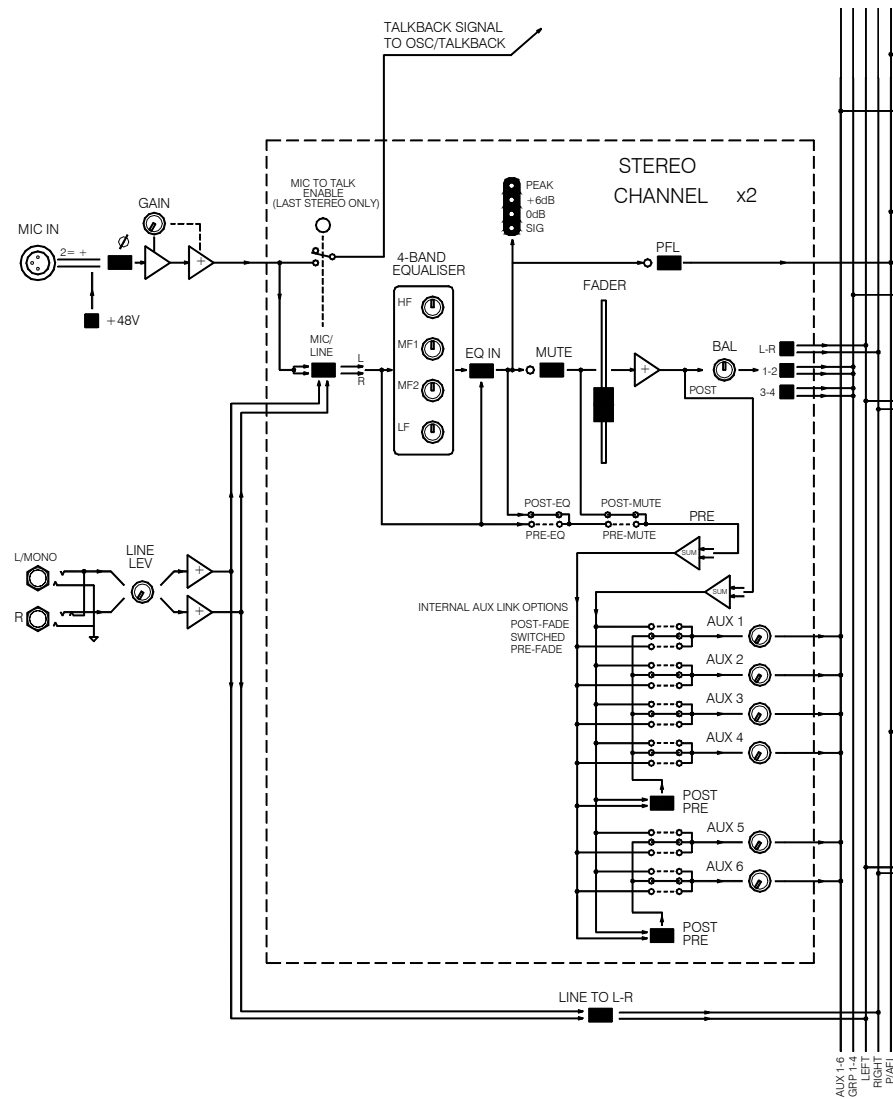 TALKBACK SIGNAL
TO OSC/TALKBACK
STEREO
CHANNEL x2
MIC TO TALK
ENABLE
(LAST STEREO ONLY)
PEAK
+6dB
0dB
SIG
GAIN
MIC IN
2= +
Ø
+48V
4-BAND
EQUALISER
HF
MF1
MF2
LF
PFL
FADER
MIC/
LINE
L
R
EQ IN
MUTE
BAL
POST
L-R
1-2
3-4
POST-EQ
PRE-EQ
POST-MUTE
PRE-MUTE
PRE
SUM
SUM
L/MONO
R
LINE
LEV
+
+
+
+
INTERNAL AUX LINK OPTIONS
POST-FADE
SWITCHED
PRE-FADE
AUX 1
AUX 2
AUX 3
AUX 4
POST
PRE
AUX 5
AUX 6
POST
PRE
LINE TO L-R
AUX 1-6
GRP 1-4
LEFT
RIGHT
P/AFL